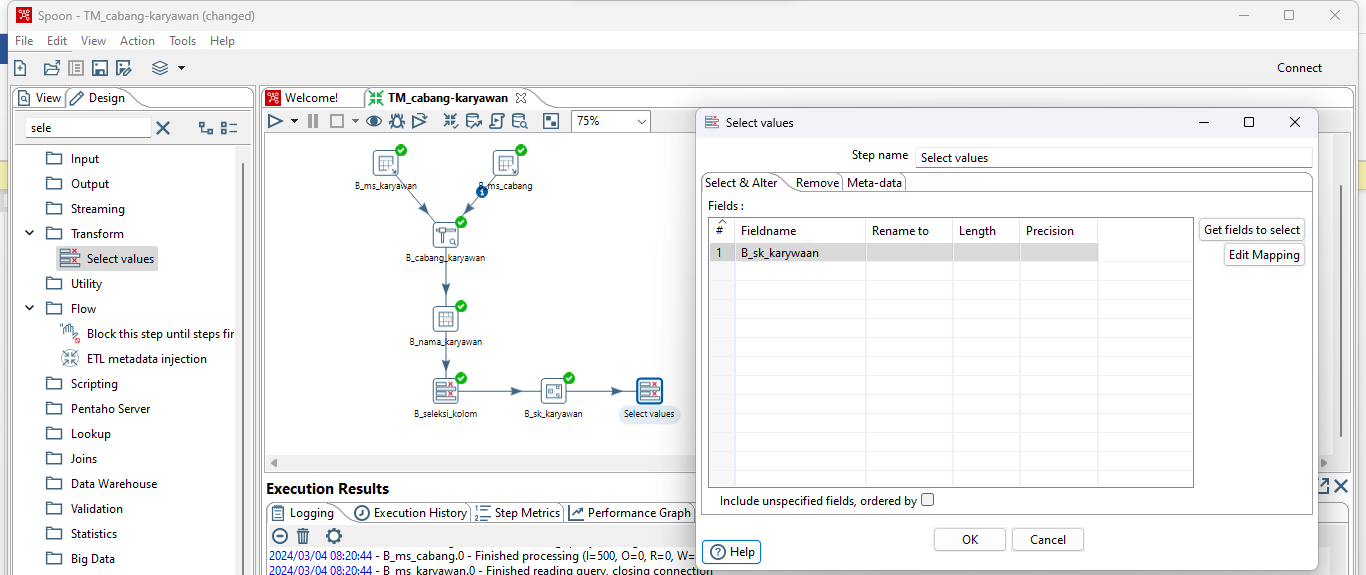 Spoon - TM_cabang-karyawan (changed)
File Edit View Action Tools Help
Connect
View Design
sele
Input
Output
Streaming
Transform
Select values
Utility
Flow
Block this step until steps fir
ETL metadata injection
Scripting
Pentaho Server
Lookup
Joins
Data Warehouse
Validation
Statistics
Big Data
Welcome! TM_cabang-karyawan
75%
B_ms_karyawan B_ms_cabang
B_cabang_karyawan
B_nama_karyawan
B_seleksi_kolom B_sk_karyawan Select values
Execution Results
Logging Execution History Step Metrics Performance Graph
2024/03/04 08:20:44 - B_ms_cabang.0 - Finished processing (I=500, O=0, R=0, W=
2024/03/04 08:20:44 - B_ms_karyawan.0 - Finished reading query, closing connection
Select values
Step name Select values
Select & Alter Remove Meta-data
Fields :
# Fieldname Rename to Length Precision
1 B_sk_karywaan
Get fields to select
Edit Mapping
Include unspecified fields, ordered by
OK Cancel
Help